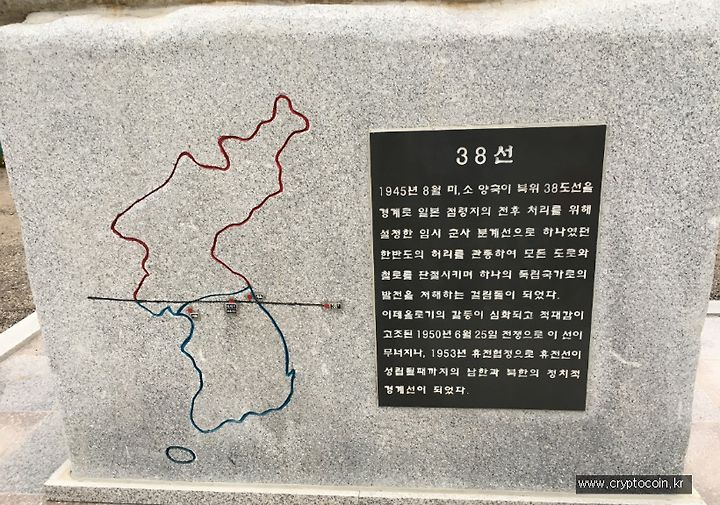 38선
1945년 8월 미, 소 양국이 북위 38도선을
경계로 일본 점령지의 전후 처리를 위해
설정한 임시 군사 분계선으로 하나였던
한반도의 허리를 관통하여 모든 도로와
철로를 단절시키며 하나의 독립국가로의
발전을 저해하는 걸림돌이 되었다.
이데올로기의 갈등이 심화되고 적대감이
고조된 1950년 6월 25일 전쟁으로 이 선이
무너지나, 1953년 휴전협정으로 휴전선이
성립될때까지의 남한과 북한의 정치적
경계선이 되었다.
www.cryptocoin.kr